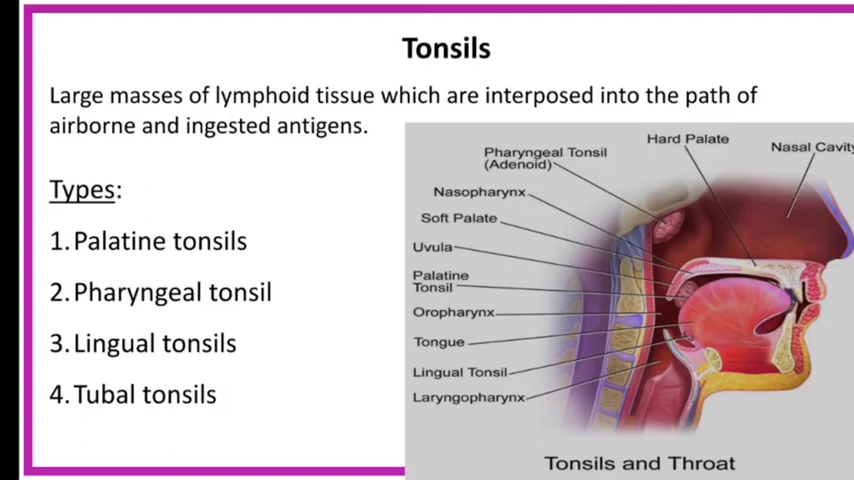 Tonsils
Large masses of lymphoid tissue which are interposed into the path of
airborne and ingested antigens.
Types:
1. Palatine tonsils
2. Pharyngeal tonsil
3. Lingual tonsils
4. Tubal tonsils
Hard Palate
Nasal Cavity
Pharyngeal Tonsil
(Adenoid)
Nasopharynx
Soft Palate
Uvula
Palatine
Tonsil
Oropharynx
Tongue
Lingual Tonsil
Laryngopharynx
Tonsils and Throat